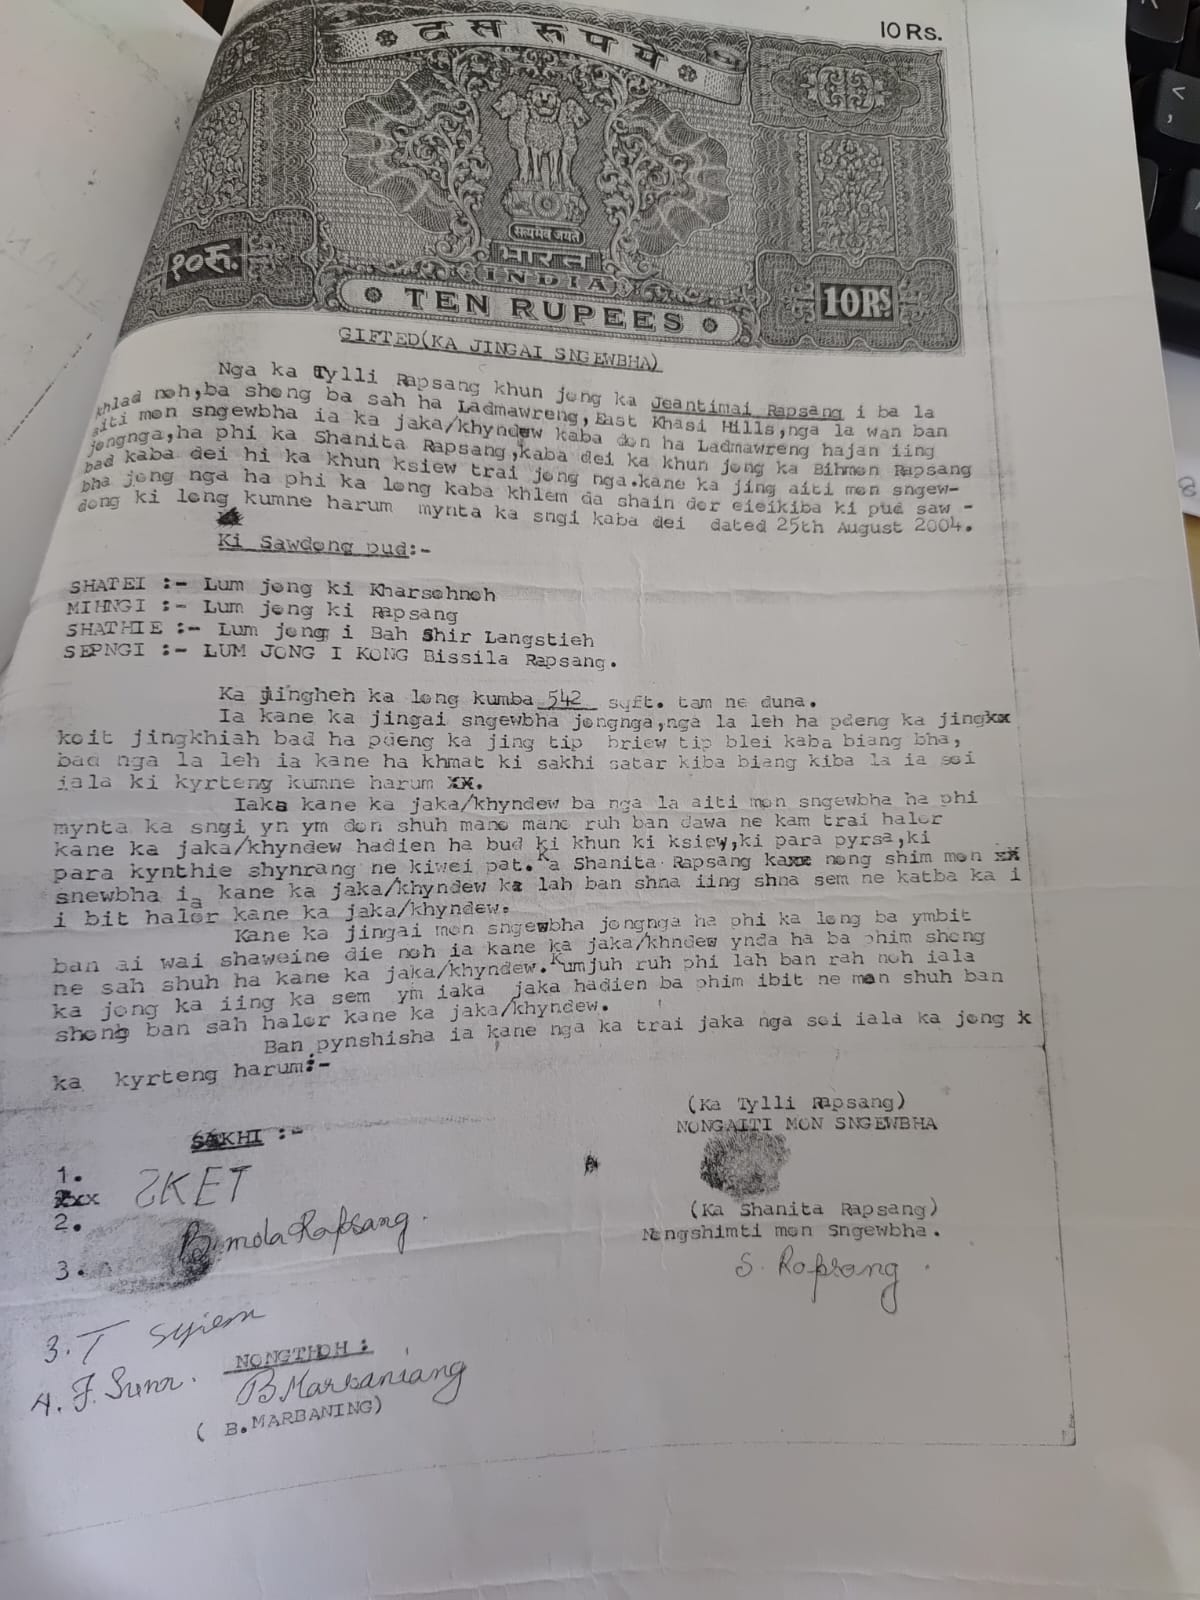 10 Rs.
दस रुपये
सत्यमेव जयते
भारत
INDIA
१०रु.
10RS.
TEN RUPEES
GIFTED(KA JINGAI SNGEWBHA)
Nga ka Tylli Rapsang khun jong ka Jeantimai Rapsang i ba la
khlad noh,ba shong ba sah ha Ladmawreng,East Khasi Hills,nga la wan ban
aiti mon sngewbha ia ka jaka/khyndew kaba don ha Ladmawreng hajan iing
jongnga,ha phi ka Shanita Rapsang,kaba dei ka khun jong ka Bihmon Rapsang
bad kaba dei hi ka khun ksiew trai jong nga.kane ka jing aiti mon sngew-
bha jong nga ha phi ka long kaba khlem da shain dor eieikiba ki pud saw -
dong ki long kumne harum mynta ka sngi kaba dei dated 25th August 2004.
Ki Sawdong pud:-
SHATEI :- Lum jong ki Kharsohnoh
MIHNGI :- Lum jong ki Rapsang
SHATHIE :- Lum jong i Bah Shir Langstieh
SEPNGI :- LUM JONG I KONG Bissila Rapsang.
Ka jingheh ka long kumba 542 sqft. tam ne duna.
Ia kane ka jingai sngewbha jongnga,nga la leh ha pdeng ka jingkxx
koit jingkhiah bad ha pdeng ka jing tip briew tip blei kaba biang bha,
bad nga la leh ia kane ha khmat ki sakhi satar kiba biang kiba la ia soi
iala ki kyrteng kumne harum XX.
Iaka kane ka jaka/khyndew ba nga la aiti mon sngewbha ha phi
mynta ka sngi yn ym don shuh mano mano ruh ban dawa ne kam trai halor
kane ka jaka/khyndew hadien ha bud ki khun ki ksiew,ki para pyrsa,ki
para kynthie shynrang ne kiwei pat. Ka Shanita Rapsang kaxx nong shim mon xX
snewbha ia kane ka jaka/khyndew ka lah ban shna iing shna sem ne katba ka i
i bit halor kane ka jaka/khyndew.
Kane ka jingai mon sngewbha jongnga ha phi ka long ba ymbit
ban ai wai shaweine die noh ia kane ka jaka/khndew ynda ha ba phim shong
ne sah shuh ha kane ka jaka/khyndew. Kumjuh ruh phi lah ban rah noh iala
ka jong ka iing ka sem ym iaka jaka hadien ba phim ibit ne mon shuh ban
shong ban sah halor kane ka jaka/khyndew.
Ban pynshisha ia kane nga ka trai jaka nga soi iala ka jong k
ka kyrteng harum:-
(Ka Tylli Rapsang)
NONGAITI MON SNGEWBHA
SAKHI :-
1. SKET
xx
2. B. mola Rapsang.
3.
(Ka Shanita Rapsang)
Nongshimti mon Sngewbha.
S. Rapsang
3. T Syiem
4. F. Sunn.
NONGTHOH :
B Marbaniang
( B.MARBANING)